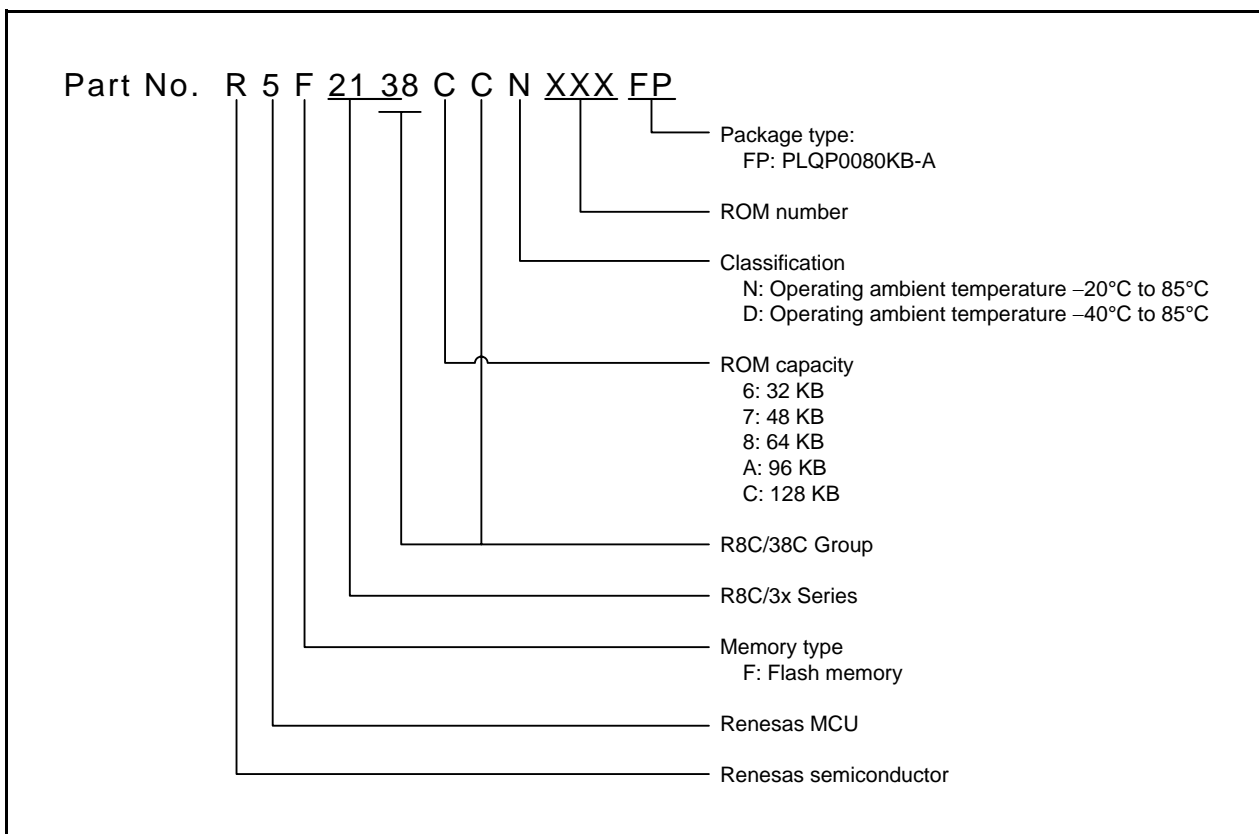 Part No. R 5 F 21 38 C C N XXX FP
Package type:
FP: PLQP0080KB-A
ROM number
Classification
N: Operating ambient temperature −20°C to 85°C
D: Operating ambient temperature −40°C to 85°C
ROM capacity
6: 32 KB
7: 48 KB
8: 64 KB
A: 96 KB
C: 128 KB
R8C/38C Group
R8C/3x Series
Memory type
F: Flash memory
Renesas MCU
Renesas semiconductor